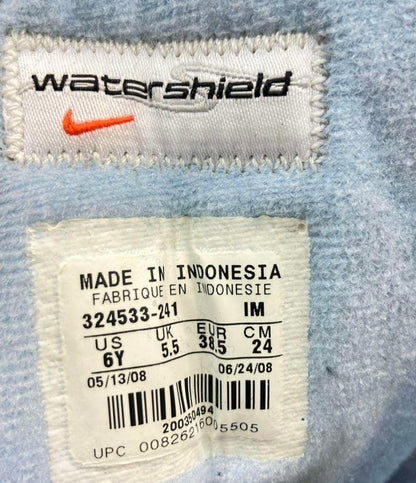 watershield
MADE IN INDONESIA
FABRIQUE EN INDONESIE
324533-241 IM
US UK EUR CM
6Y 5.5 38.5 24
05/13/08 06/24/08
200350494